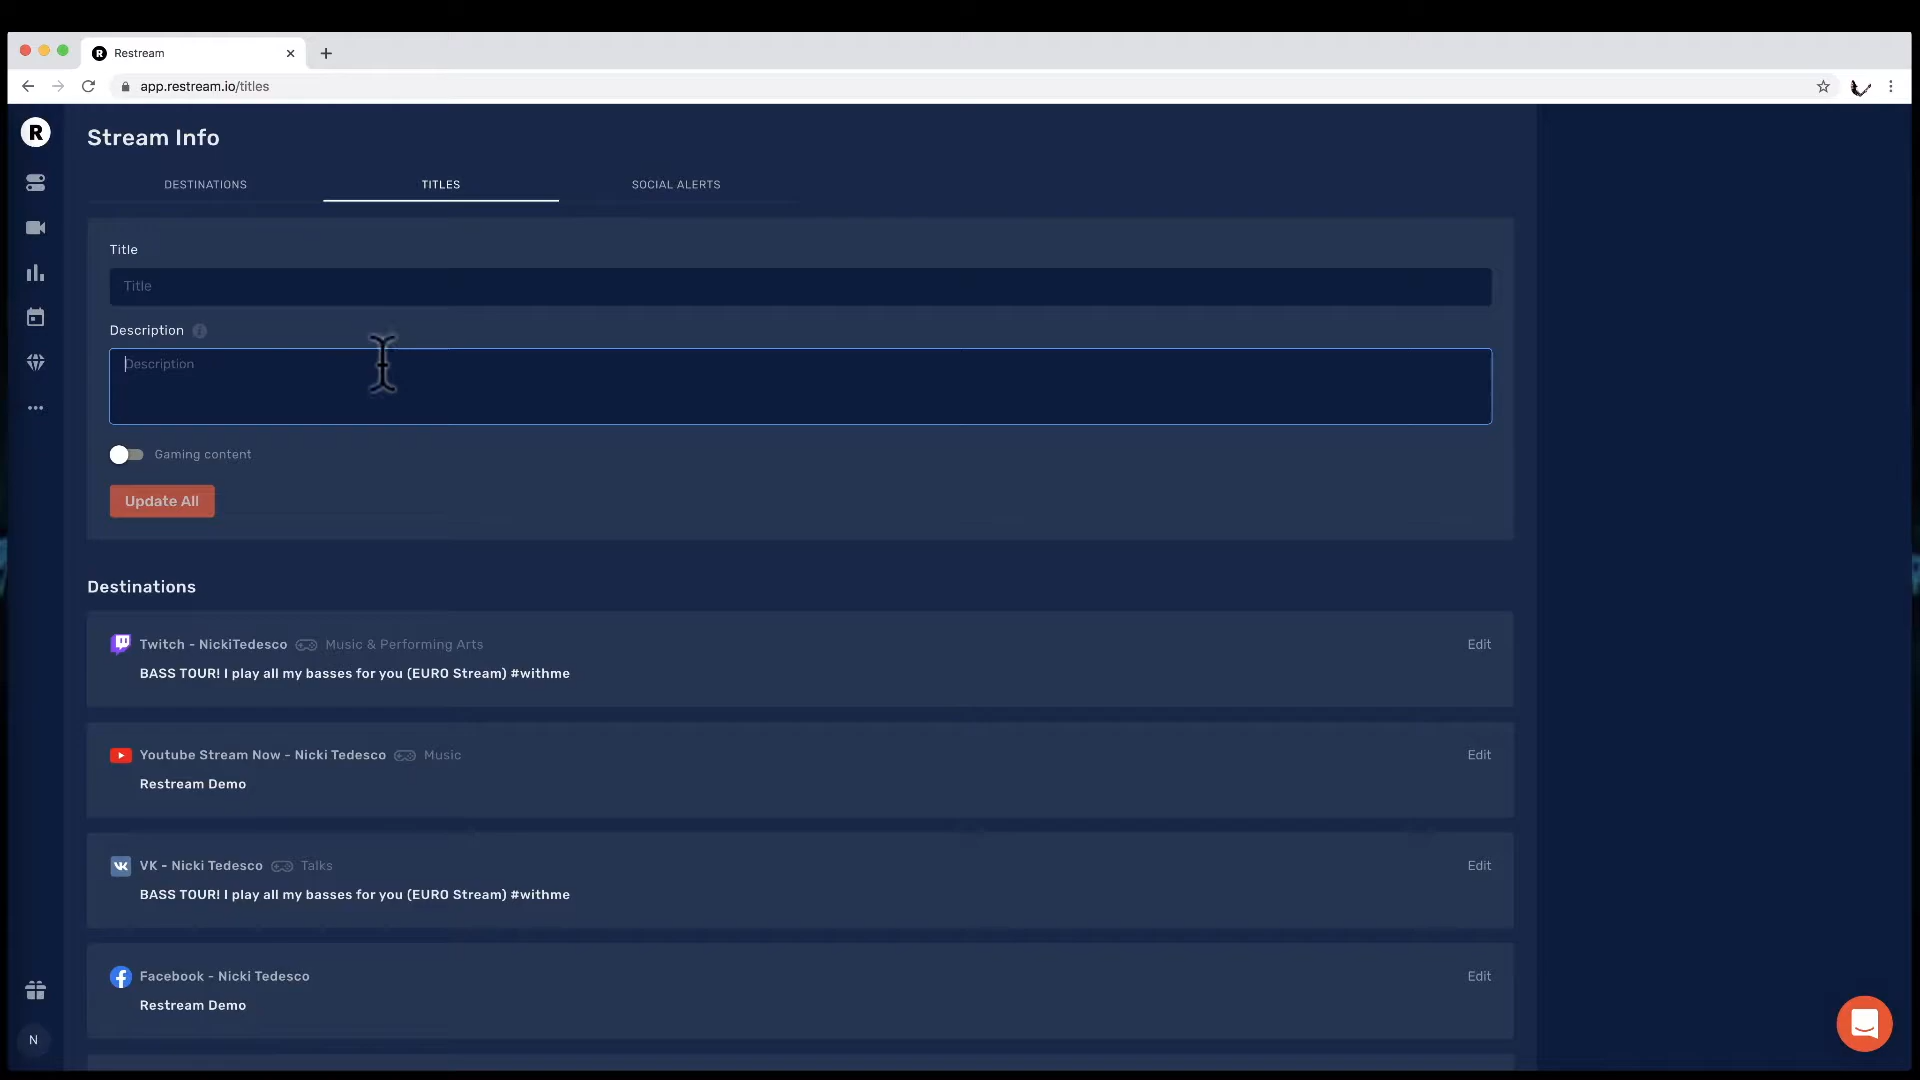 R Restream
app.restream.io/titles
R
Stream Info
DESTINATIONS TITLES SOCIAL ALERTS
Title
Title
Description i
Description
Gaming content
Update All
Destinations
Twitch - NickiTedesco Music & Performing Arts Edit
BASS TOUR! I play all my basses for you (EURO Stream) #withme
Youtube Stream Now - Nicki Tedesco Music Edit
Restream Demo
VK - Nicki Tedesco Talks Edit
BASS TOUR! I play all my basses for you (EURO Stream) #withme
Facebook - Nicki Tedesco Edit
Restream Demo
N